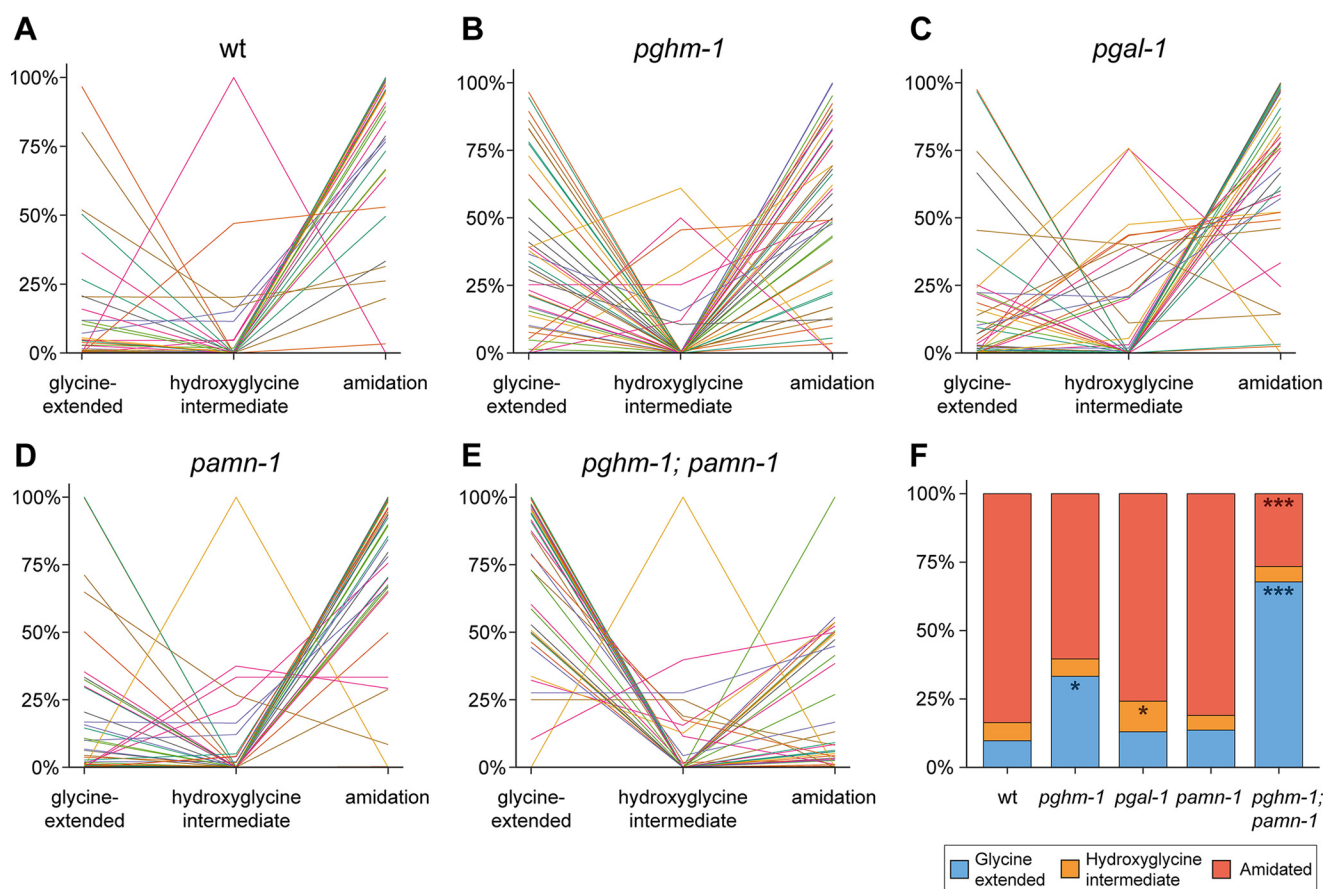 A
wt
100%
75%
50%
25%
0%
glycine-
extended
hydroxyglycine
intermediate
amidation
B
pghm-1
100%
75%
50%
25%
0%
glycine-
extended
hydroxyglycine
intermediate
amidation
C
pgal-1
100%
75%
50%
25%
0%
glycine-
extended
hydroxyglycine
intermediate
amidation
D
pamn-1
100%
75%
50%
25%
0%
glycine-
extended
hydroxyglycine
intermediate
amidation
E
pghm-1; pamn-1
100%
75%
50%
25%
0%
glycine-
extended
hydroxyglycine
intermediate
amidation
F
100%
75%
50%
25%
0%
***
***
*
*
wt
pghm-1
pgal-1
pamn-1
pghm-1;
pamn-1
Glycine
extended
Hydroxyglycine
intermediate
Amidated